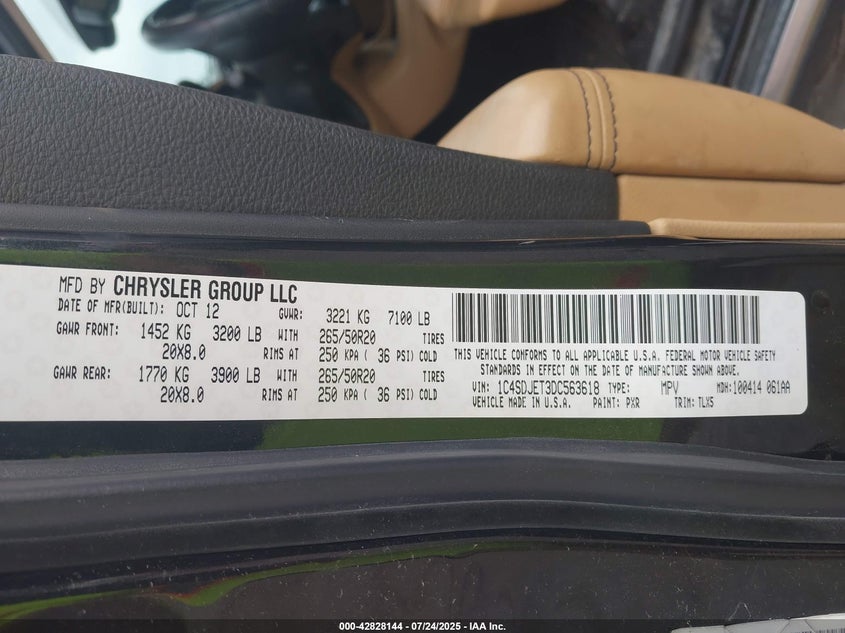 MFD BY CHRYSLER GROUP LLC
DATE OF MFR(BUILT): OCT 12 GVWR: 3221 KG 7100 LB
GAWR FRONT: 1452 KG 3200 LB WITH 265/50R20 TIRES
20X8.0 RIMS AT 250 KPA ( 36 PSI) COLD
GAWR REAR: 1770 KG 3900 LB WITH 265/50R20 TIRES
20X8.0 RIMS AT 250 KPA ( 36 PSI) COLD
THIS VEHICLE CONFORMS TO ALL APPLICABLE U.S.A. FEDERAL MOTOR VEHICLE SAFETY
STANDARDS IN EFFECT ON THE DATE OF MANUFACTURE SHOWN ABOVE.
VIN: 1C4SDJET3DC563618 TYPE: MPV MDH:100414 061AA
VEHICLE MADE IN U.S.A. PAINT: PXR TRIM: TLXS
000-42828144 / 07/24/2025 - IAA Inc.